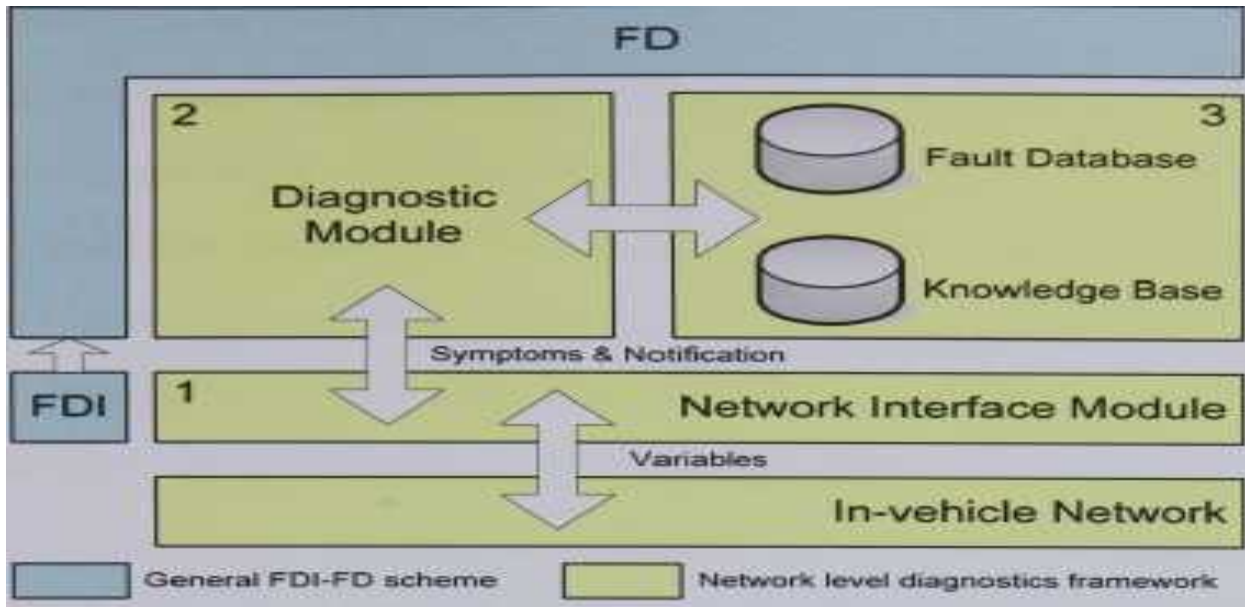 FD
2
3
Diagnostic
Module
Fault Database
Knowledge Base
Symptoms & Notification
FDI
1
Network Interface Module
Variables
In-vehicle Network
General FDI-FD scheme
Network level diagnostics framework